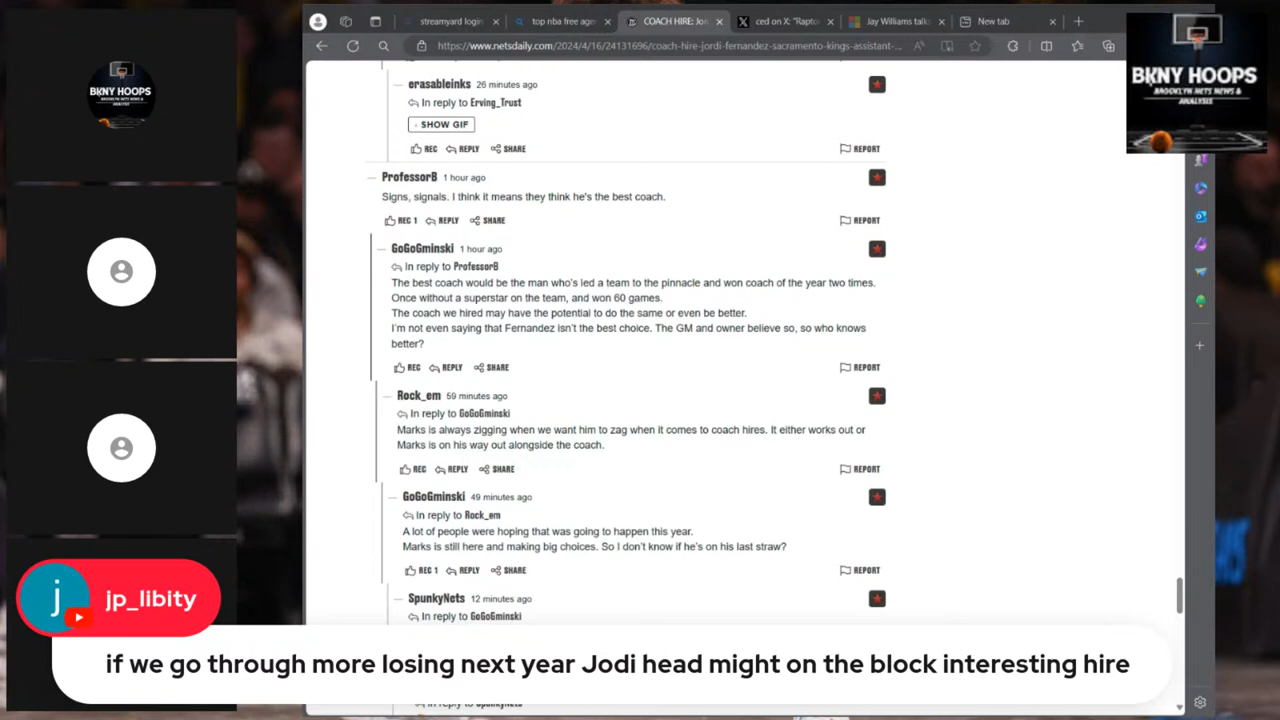 BKNY HOOPS
BROOKLYN NETS NEWS &
ANALYSIS
streamyard login
top nba free agen
COACH HIRE: Jor
ced on X: "Rapto
Jay Williams talk
New tab
https://www.netsdaily.com/2024/4/16/24131696/coach-hire-jordi-fernandez-sacramento-kings-assistant-...
BKNY HOOPS
BROOKLYN NETS NEWS &
ANALYSIS
erasableinks 26 minutes ago
In reply to Erving_Trust
SHOW GIF
REC REPLY SHARE REPORT
ProfessorB 1 hour ago
Signs, signals. I think it means they think he's the best coach.
REC 1 REPLY SHARE REPORT
GoGoGminski 1 hour ago
In reply to ProfessorB
The best coach would be the man who's led a team to the pinnacle and won coach of the year two times.
Once without a superstar on the team, and won 60 games.
The coach we hired may have the potential to do the same or even be better.
I'm not even saying that Fernandez isn't the best choice. The GM and owner believe so, so who knows
better?
REC REPLY SHARE REPORT
Rock_em 59 minutes ago
In reply to GoGoGminski
Marks is always zigging when we want him to zag when it comes to coach hires. It either works out or
Marks is on his way out alongside the coach.
REC REPLY SHARE REPORT
GoGoGminski 49 minutes ago
In reply to Rock_em
A lot of people were hoping that was going to happen this year.
Marks is still here and making big choices. So I don't know if he's on his last straw?
REC 1 REPLY SHARE REPORT
SpunkyNets 12 minutes ago
In reply to GoGoGminski
j
jp_libity
if we go through more losing next year Jodi head might on the block interesting hire
In reply to SpunkyNets